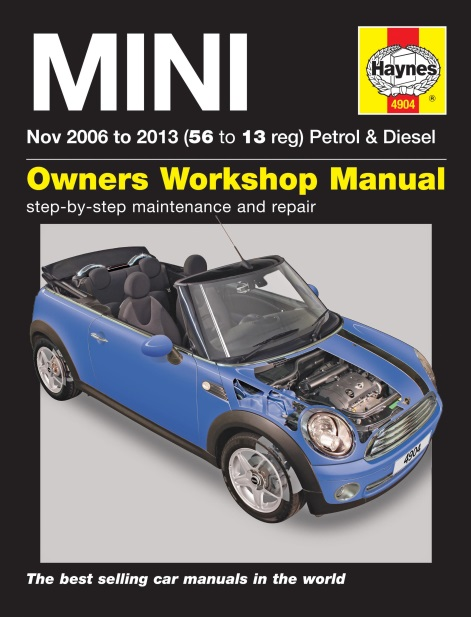 MINI
Haynes
4904
®
Nov 2006 to 2013 (56 to 13 reg) Petrol & Diesel
Owners Workshop Manual
step-by-step maintenance and repair
4904
The best selling car manuals in the world